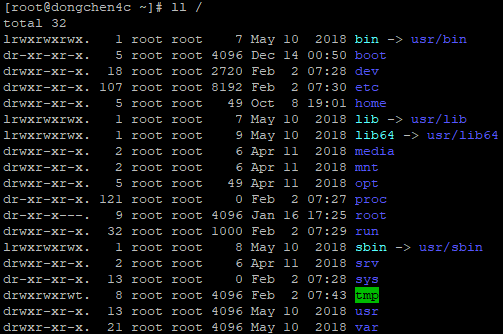 [root@dongchen4c ~]# ll /
total 32
lrwxrwxrwx.   1 root root    7 May 10  2018 bin -> usr/bin
dr-xr-xr-x.   5 root root 4096 Dec 14 00:50 boot
drwxr-xr-x.  18 root root 2720 Feb  2 07:28 dev
drwxr-xr-x. 107 root root 8192 Feb  2 07:30 etc
drwxr-xr-x.   5 root root   49 Oct  8 19:01 home
lrwxrwxrwx.   1 root root    7 May 10  2018 lib -> usr/lib
lrwxrwxrwx.   1 root root    9 May 10  2018 lib64 -> usr/lib64
drwxr-xr-x.   2 root root    6 Apr 11  2018 media
drwxr-xr-x.   2 root root    6 Apr 11  2018 mnt
drwxr-xr-x.   5 root root   49 Apr 11  2018 opt
dr-xr-xr-x. 121 root root    0 Feb  2 07:27 proc
dr-xr-x---.   9 root root 4096 Jan 16 17:25 root
drwxr-xr-x.  32 root root 1000 Feb  2 07:29 run
lrwxrwxrwx.   1 root root    8 May 10  2018 sbin -> usr/sbin
drwxr-xr-x.   2 root root    6 Apr 11  2018 srv
dr-xr-xr-x.  13 root root    0 Feb  2 07:28 sys
drwxrwxrwt.   8 root root 4096 Feb  2 07:43 tmp
drwxr-xr-x.  13 root root 4096 May 10  2018 usr
drwxr-xr-x.  21 root root 4096 May 10  2018 var